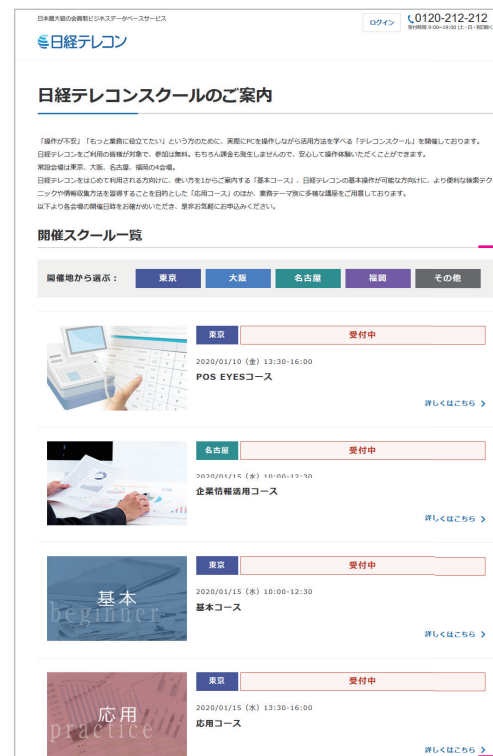 日本最大級の会員制ビジネスデータベースサービス
ログイン
0120-212-212
日経テレコン
日経テレコンスクールのご案内
「操作が不安」「もっと業務に役立てたい」という方のために、実際にPCを操作しながら活用方法を学べる「テレコンスクール」を開催しております。
日経テレコンをご利用の皆様が対象で、参加は無料。もちろん課金も発生しませんので、安心して操作体験いただくことができます。
常設会場は東京、大阪、名古屋、福岡の4会場。
日経テレコンをはじめて利用される方向けに、使い方を1からご案内する「基本コース」、日経テレコンの基本操作が可能な方向けに、より便利な検索テク
ニックや情報収集方法を習得することを目的とした「応用コース」のほか、業務テーマ別に多様な講座をご用意しております。
以下より各会場の開催日時をお確かめいただき、是非お気軽にお申込みください。
開催スクール一覧
開催地から選ぶ：
東京
大阪
名古屋
福岡
その他
東京
受付中
2020/01/10（金）13:30-16:00
POS EYESコース
詳しくはこちら
名古屋
受付中
2020/01/15（水）10:00-12:30
企業情報活用コース
詳しくはこちら
基本
beginner
東京
受付中
2020/01/15（水）10:00-12:30
基本コース
詳しくはこちら
応用
practice
東京
受付中
2020/01/15（水）13:30-16:00
応用コース
詳しくはこちら